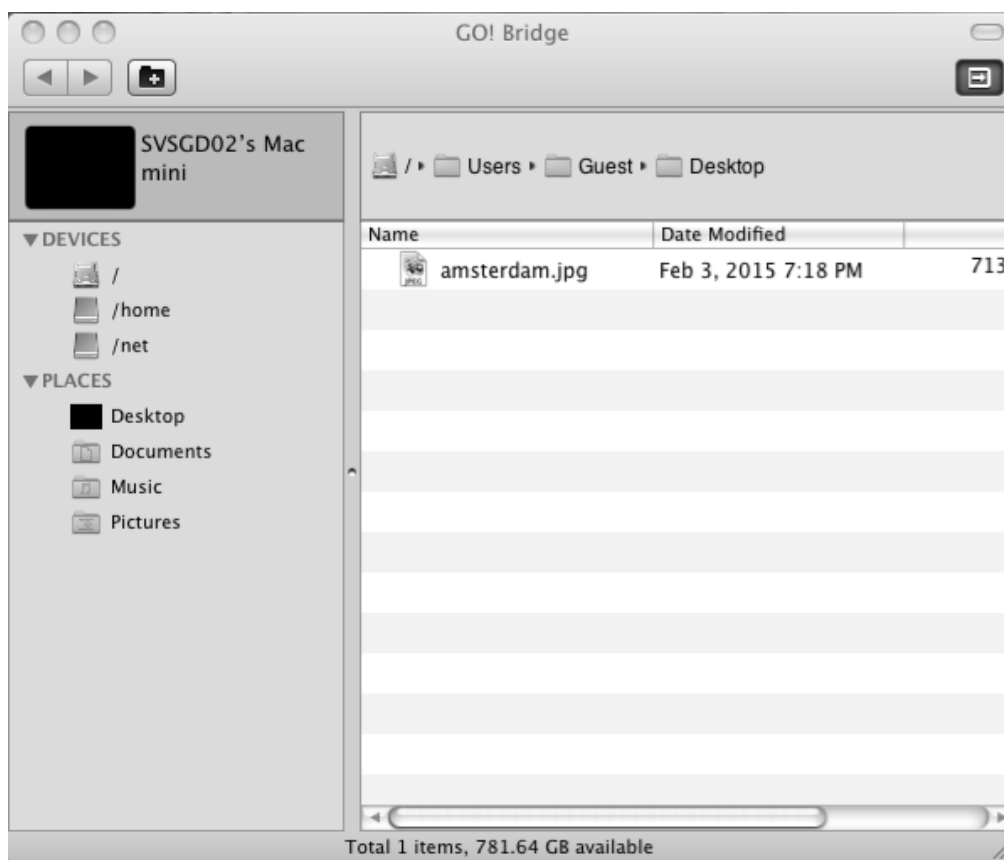 GO! Bridge
SVSGD02's Mac
mini
/ Users Guest Desktop
DEVICES
/
/home
/net
PLACES
Desktop
Documents
Music
Pictures
Name Date Modified
amsterdam.jpg Feb 3, 2015 7:18 PM 713
Total 1 items, 781.64 GB available